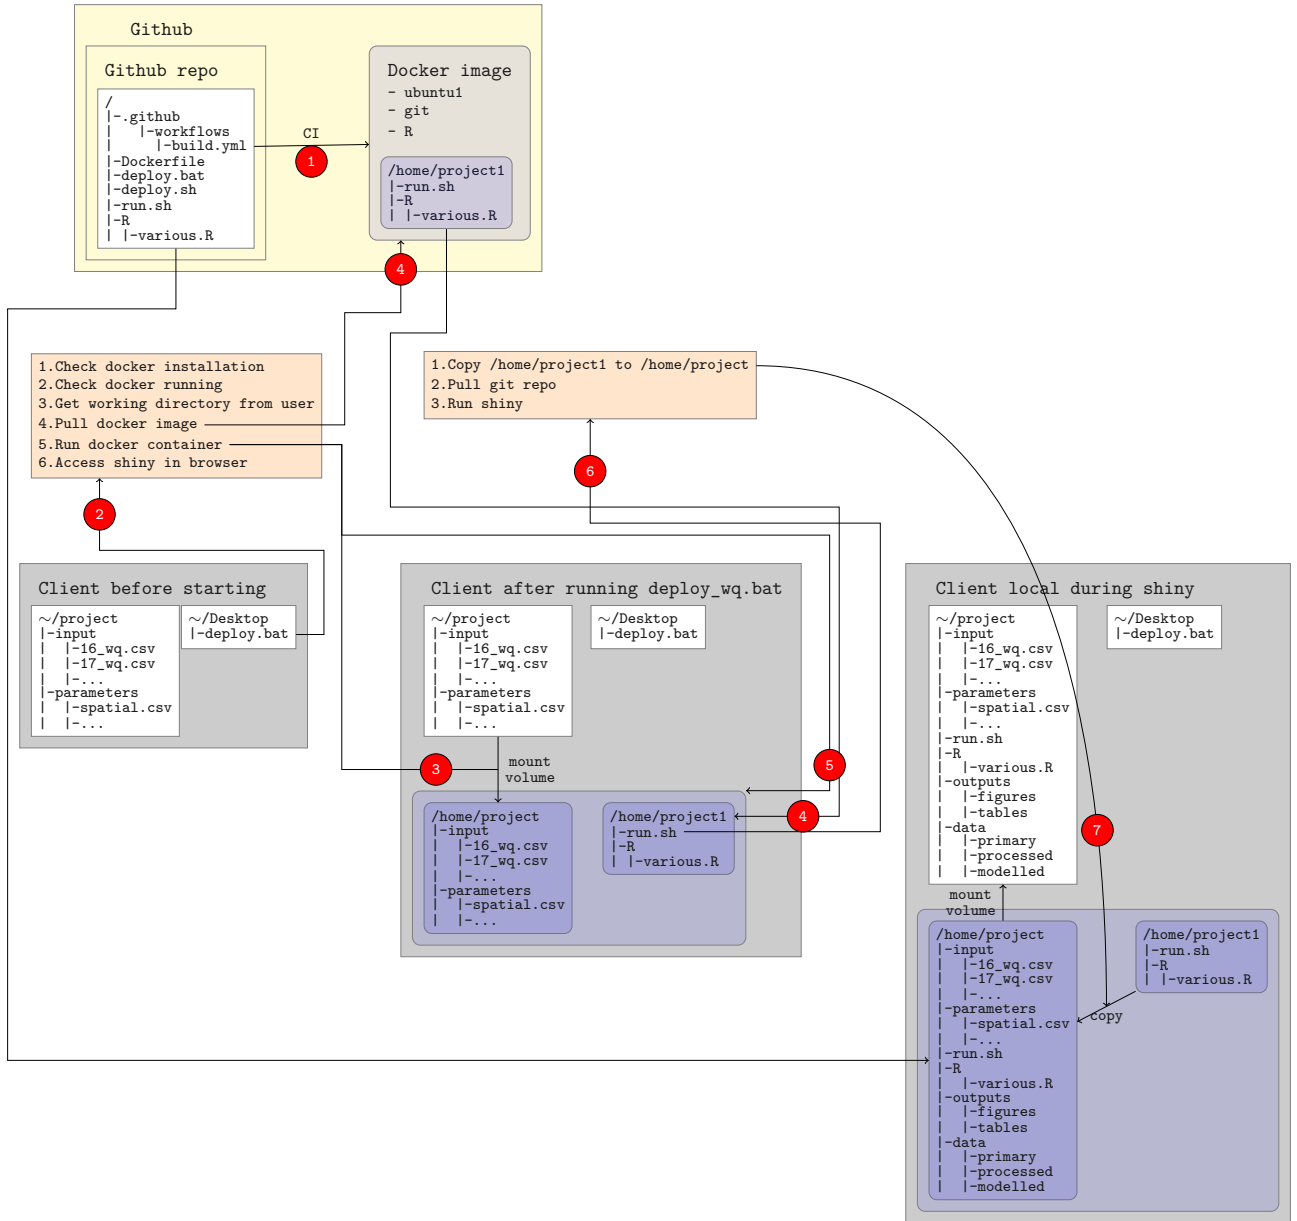 Github
Github repo
/
|-.github
|   |-workflows
|     |-build.yml
|-Dockerfile
|-deploy.bat
|-deploy.sh
|-run.sh
|-R
| |-various.R
CI
1
Docker image
- ubuntu1
- git
- R
/home/project1
|-run.sh
|-R
| |-various.R
4
1.Check docker installation
2.Check docker running
3.Get working directory from user
4.Pull docker image
5.Run docker container
6.Access shiny in browser
1.Copy /home/project1 to /home/project
2.Pull git repo
3.Run shiny
2
6
Client before starting
~/project
|-input
|  |-16_wq.csv
|  |-17_wq.csv
|  |-...
|-parameters
|  |-spatial.csv
|  |-...
~/Desktop
|-deploy.bat
Client after running deploy_wq.bat
~/project
|-input
|  |-16_wq.csv
|  |-17_wq.csv
|  |-...
|-parameters
|  |-spatial.csv
|  |-...
~/Desktop
|-deploy.bat
3
mount
volume
5
4
/home/project
|-input
|  |-16_wq.csv
|  |-17_wq.csv
|  |-...
|-parameters
|  |-spatial.csv
|  |-...
/home/project1
|-run.sh
|-R
| |-various.R
Client local during shiny
~/project
|-input
|  |-16_wq.csv
|  |-17_wq.csv
|  |-...
|-parameters
|  |-spatial.csv
|  |-...
|-run.sh
|-R
|  |-various.R
|-outputs
|  |-figures
|  |-tables
|-data
|  |-primary
|  |-processed
|  |-modelled
~/Desktop
|-deploy.bat
7
mount
volume
/home/project
|-input
|  |-16_wq.csv
|  |-17_wq.csv
|  |-...
|-parameters
|  |-spatial.csv
|  |-...
|-run.sh
|-R
|  |-various.R
|-outputs
|  |-figures
|  |-tables
|-data
|  |-primary
|  |-processed
|  |-modelled
copy
/home/project1
|-run.sh
|-R
| |-various.R